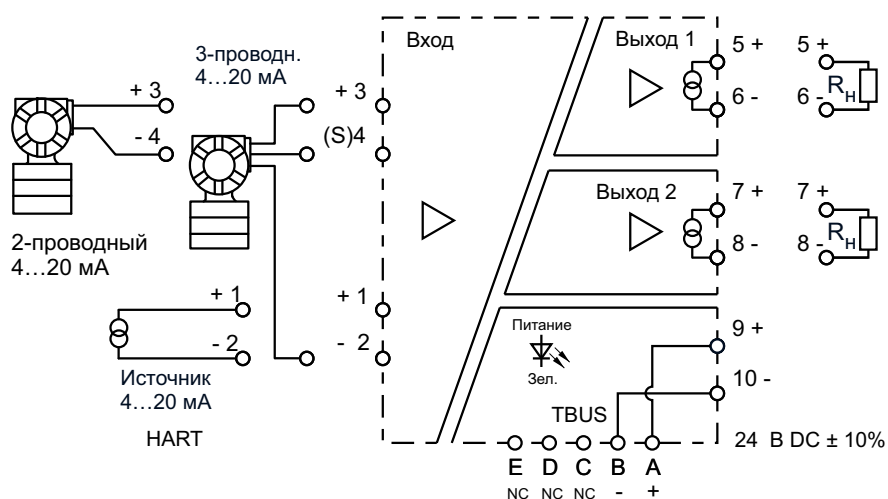 Вход
Выход 1
5 +
5 +
3-проводн.
4…20 мА
+ 3
+ 3
6 -
6 -
RН
- 4
(S)4
Выход 2
7 +
7 +
2-проводный
4…20 мА
8 -
8 -
RН
+ 1
+ 1
Питание
9 +
- 2
- 2
Зел.
10 -
Источник
4…20 мА
HART
TBUS
24 В DC ± 10%
E D C B A
NC NC NC - +